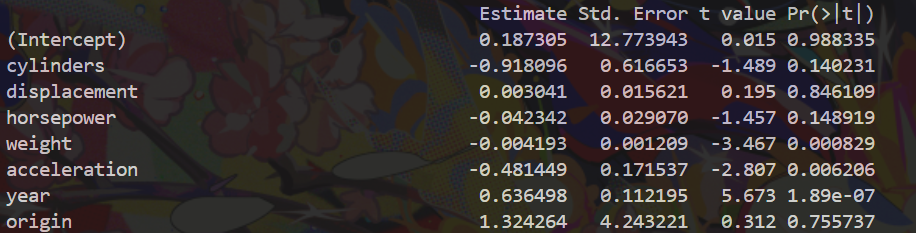 Estimate Std. Error t value Pr(>|t|)
(Intercept) 0.187305 12.773943 0.015 0.988335
cylinders -0.918096 0.616653 -1.489 0.140231
displacement 0.003041 0.015621 0.195 0.846109
horsepower -0.042342 0.029070 -1.457 0.148919
weight -0.004193 0.001209 -3.467 0.000829
acceleration -0.481449 0.171537 -2.807 0.006206
year 0.636498 0.112195 5.673 1.89e-07
origin 1.324264 4.243221 0.312 0.755737